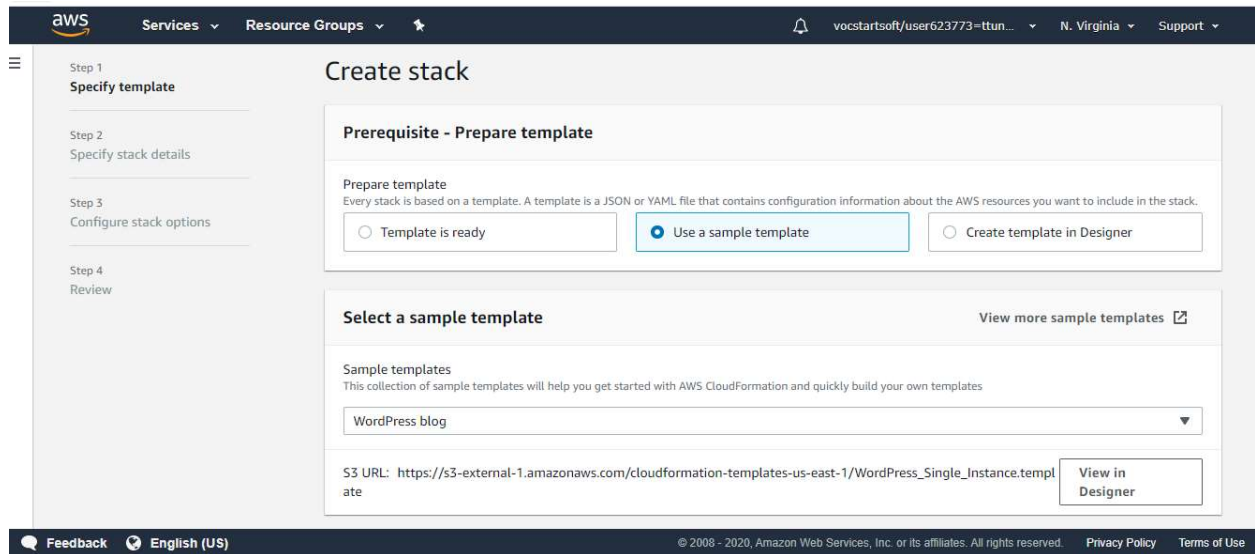 aws Services Resource Groups vocstartsoft/user623773=ttun... N. Virginia Support
Step 1
Specify template
Step 2
Specify stack details
Step 3
Configure stack options
Step 4
Review
Create stack
Prerequisite - Prepare template
Prepare template
Every stack is based on a template. A template is a JSON or YAML file that contains configuration information about the AWS resources you want to include in the stack.
Template is ready Use a sample template Create template in Designer
Select a sample template View more sample templates
Sample templates
This collection of sample templates will help you get started with AWS CloudFormation and quickly build your own templates
WordPress blog
S3 URL: https://s3-external-1.amazonaws.com/cloudformation-templates-us-east-1/WordPress_Single_Instance.templ
ate
View in
Designer
Feedback English (US) © 2008 - 2020, Amazon Web Services, Inc. or its affiliates. All rights reserved. Privacy Policy Terms of Use